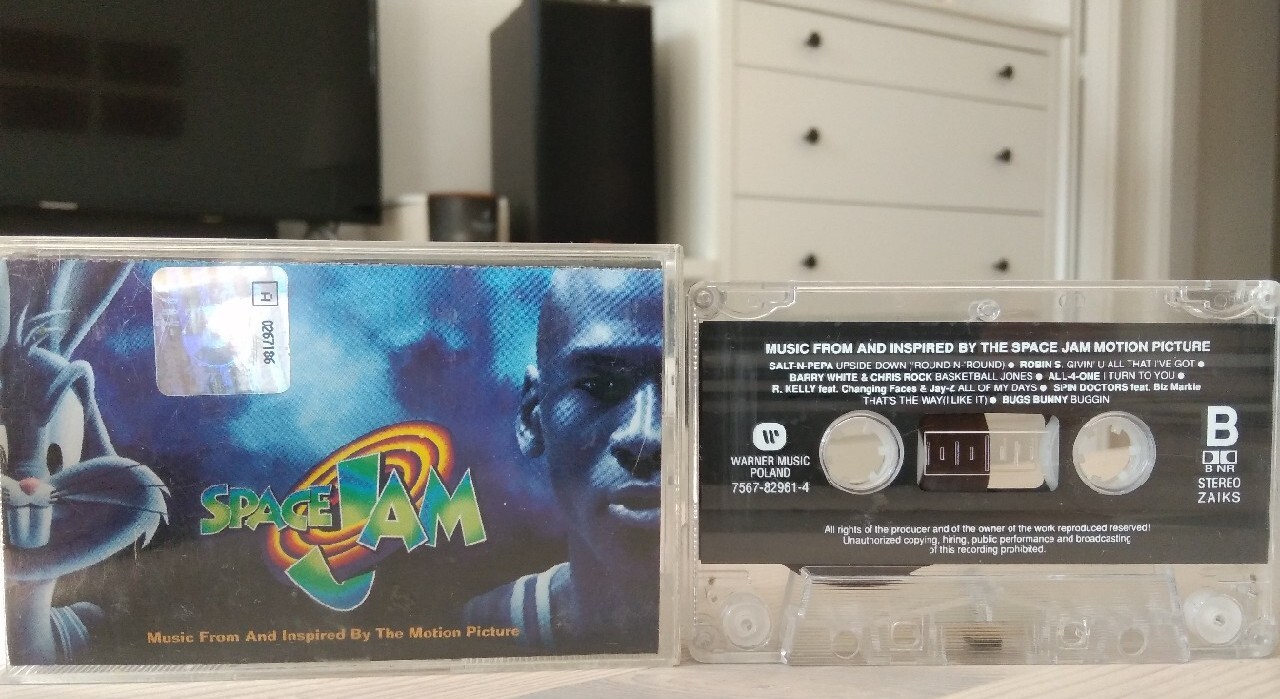 H
0267186
SPACE JAM
Music From And Inspired By The Motion Picture
MUSIC FROM AND INSPIRED BY THE SPACE JAM MOTION PICTURE
SALT-N-PEPA UPSIDE DOWN ('ROUND N 'ROUND) ● ROBIN S. GIVIN' U ALL THAT I'VE GOT ●
BARRY WHITE & CHRIS ROCK BASKETBALL JONES ● ALL-4-ONE I TURN TO YOU ●
R. KELLY feat. Changing Faces & Jay-Z ALL OF MY DAYS ● SPIN DOCTORS feat. Biz Markie
THAT'S THE WAY(I LIKE IT) ● BUGS BUNNY BUGGIN
WARNER MUSIC
POLAND
7567-82961-4
B
B NR
STEREO
ZAIKS
All rights of the producer and of the owner of the work reproduced reserved!
Unauthorized copying, hiring, public performance and broadcasting
of this recording prohibited.